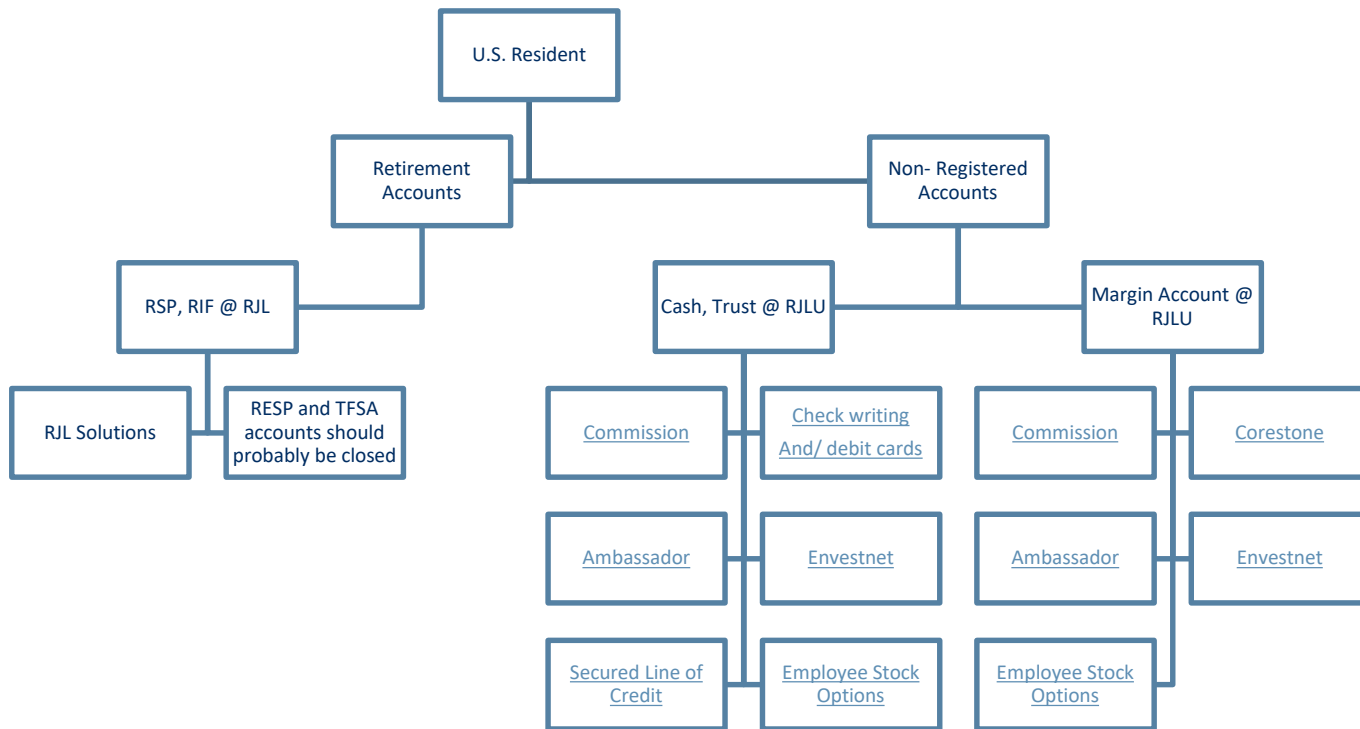 U.S. Resident
Retirement
Accounts
Non- Registered
Accounts
RSP, RIF @ RJL
Cash, Trust @ RJLU
Margin Account @
RJLU
RJL Solutions
RESP and TFSA
accounts should
probably be closed
Commission
Check writing
And/ debit cards
Commission
Corestone
Ambassador
Envestnet
Ambassador
Envestnet
Secured Line of
Credit
Employee Stock
Options
Employee Stock
Options